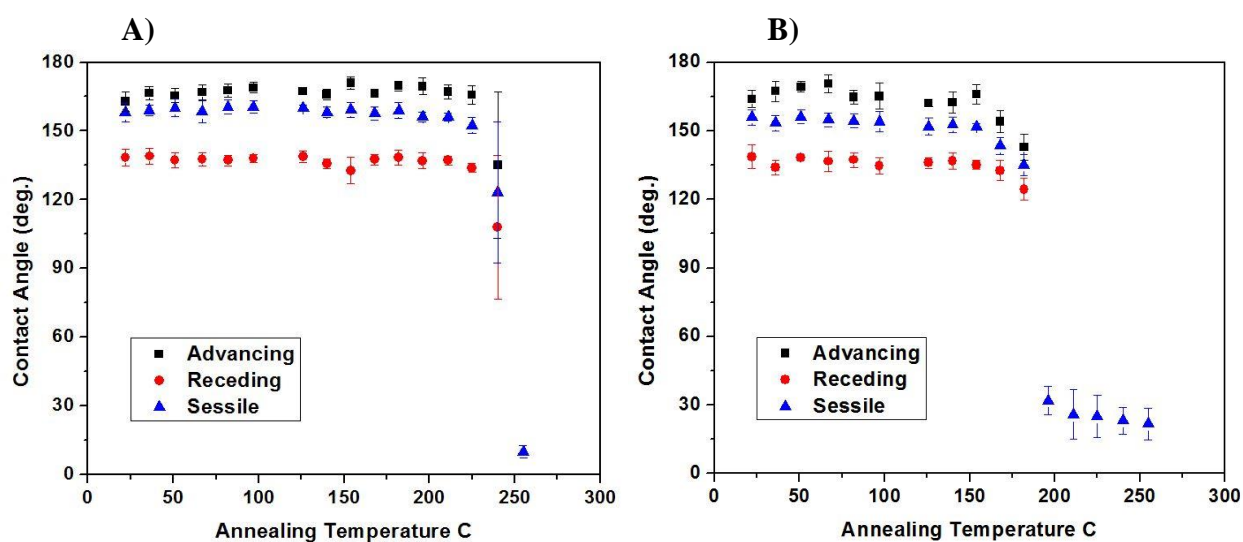 A)
180
150
120
90
60
30
0
Contact Angle (deg.)
Advancing
Receding
Sessile
0 50 100 150 200 250 300
Annealing Temperature C
B)
180
150
120
90
60
30
0
Contact Angle (deg.)
Advancing
Receding
Sessile
0 50 100 150 200 250 300
Annealing Temperature C